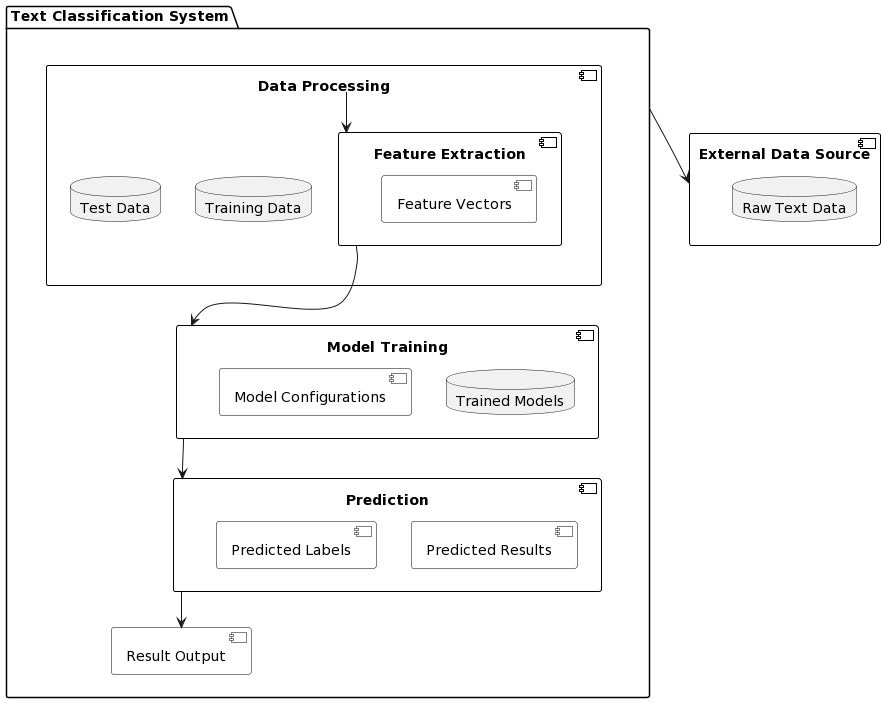 Text Classification System
Data Processing
Feature Extraction
Feature Vectors
Test Data
Training Data
External Data Source
Raw Text Data
Model Training
Model Configurations
Trained Models
Prediction
Predicted Labels
Predicted Results
Result Output